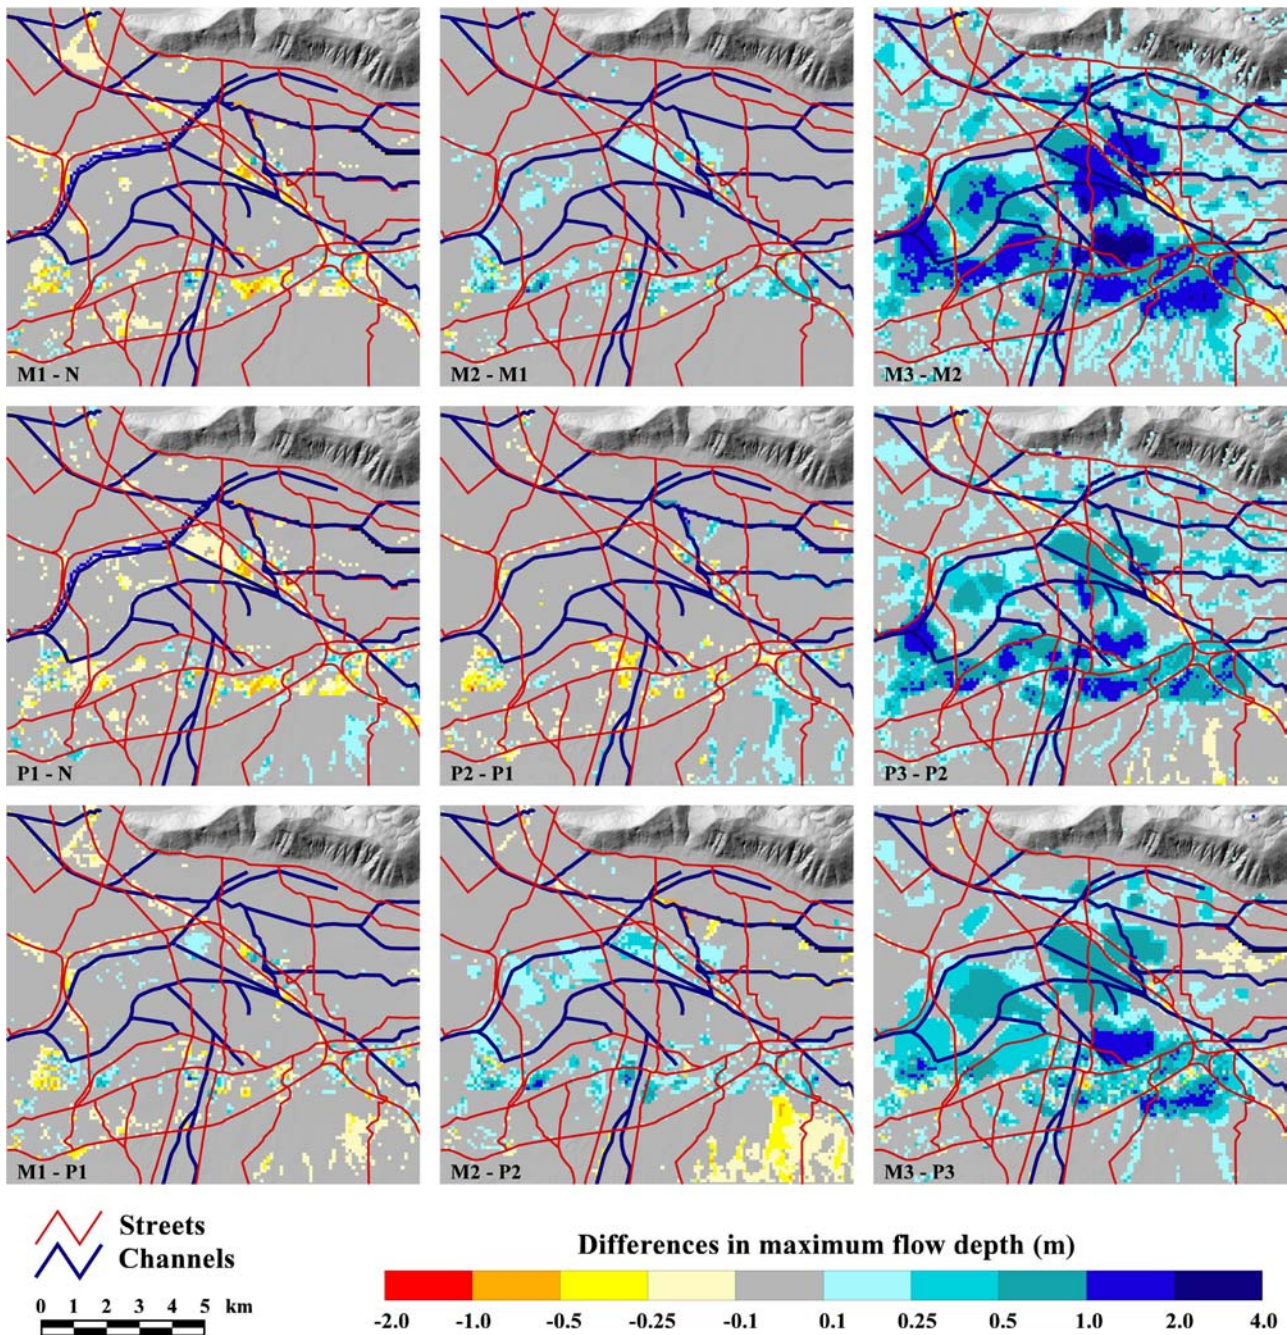 M1 - N
M2 - M1
M3 - M2
P1 - N
P2 - P1
P3 - P2
M1 - P1
M2 - P2
M3 - P3
Streets
Channels
0 1 2 3 4 5 km
Differences in maximum flow depth (m)
-2.0 -1.0 -0.5 -0.25 -0.1 0.1 0.25 0.5 1.0 2.0 4.0